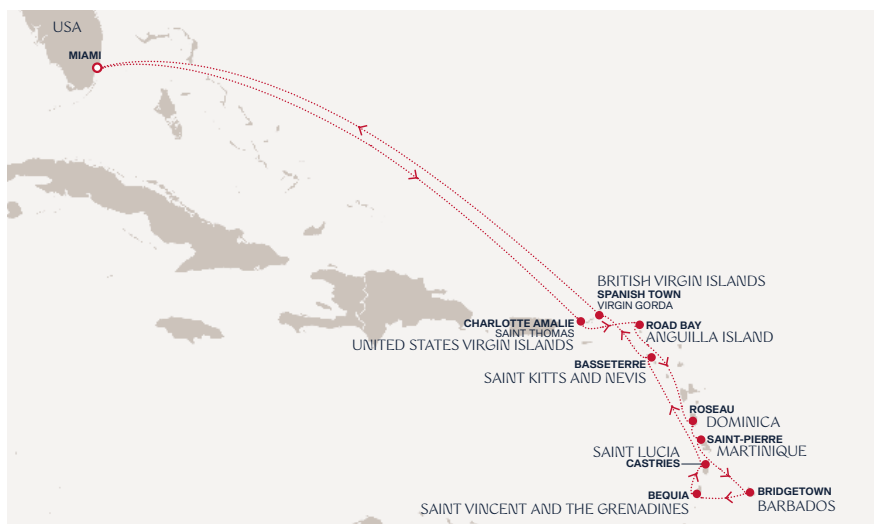 USA
MIAMI
BRITISH VIRGIN ISLANDS
SPANISH TOWN
VIRGIN GORDA
CHARLOTTE AMALIE
SAINT THOMAS
UNITED STATES VIRGIN ISLANDS
ROAD BAY
ANGUILLA ISLAND
BASSETERRE
SAINT KITTS AND NEVIS
ROSEAU
DOMINICA
SAINT-PIERRE
MARTINIQUE
SAINT LUCIA
CASTRIES
BEQUIA
SAINT VINCENT AND THE GRENADINES
BRIDGETOWN
BARBADOS